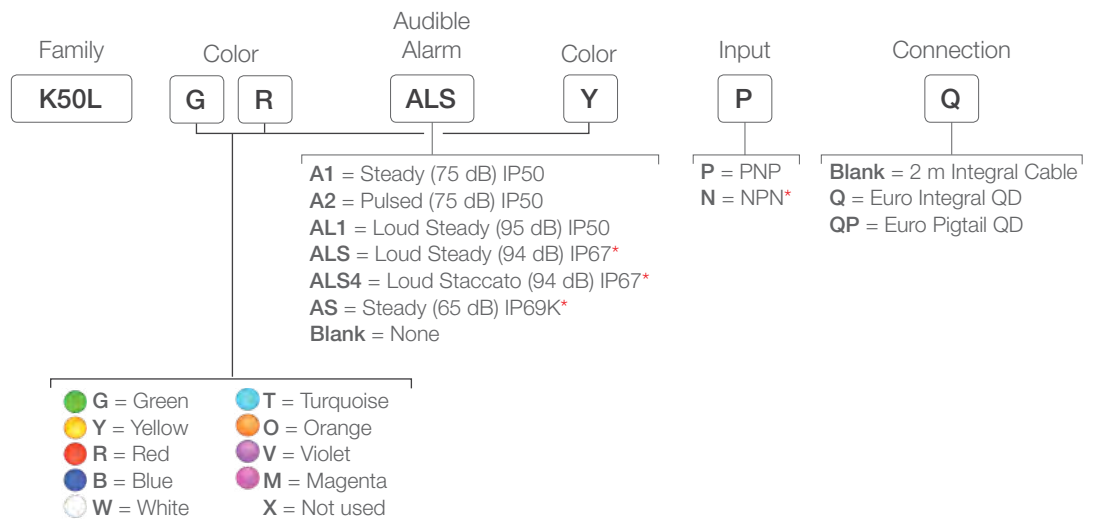 Family
Color
Audible
Alarm
Color
Input
Connection
K50L
G
R
ALS
Y
P
Q
A1 = Steady (75 dB) IP50
A2 = Pulsed (75 dB) IP50
AL1 = Loud Steady (95 dB) IP50
ALS = Loud Steady (94 dB) IP67*
ALS4 = Loud Staccato (94 dB) IP67*
AS = Steady (65 dB) IP69K*
Blank = None
P = PNP
N = NPN*
Blank = 2 m Integral Cable
Q = Euro Integral QD
QP = Euro Pigtail QD
G = Green
Y = Yellow
R = Red
B = Blue
W = White
T = Turquoise
O = Orange
V = Violet
M = Magenta
X = Not used